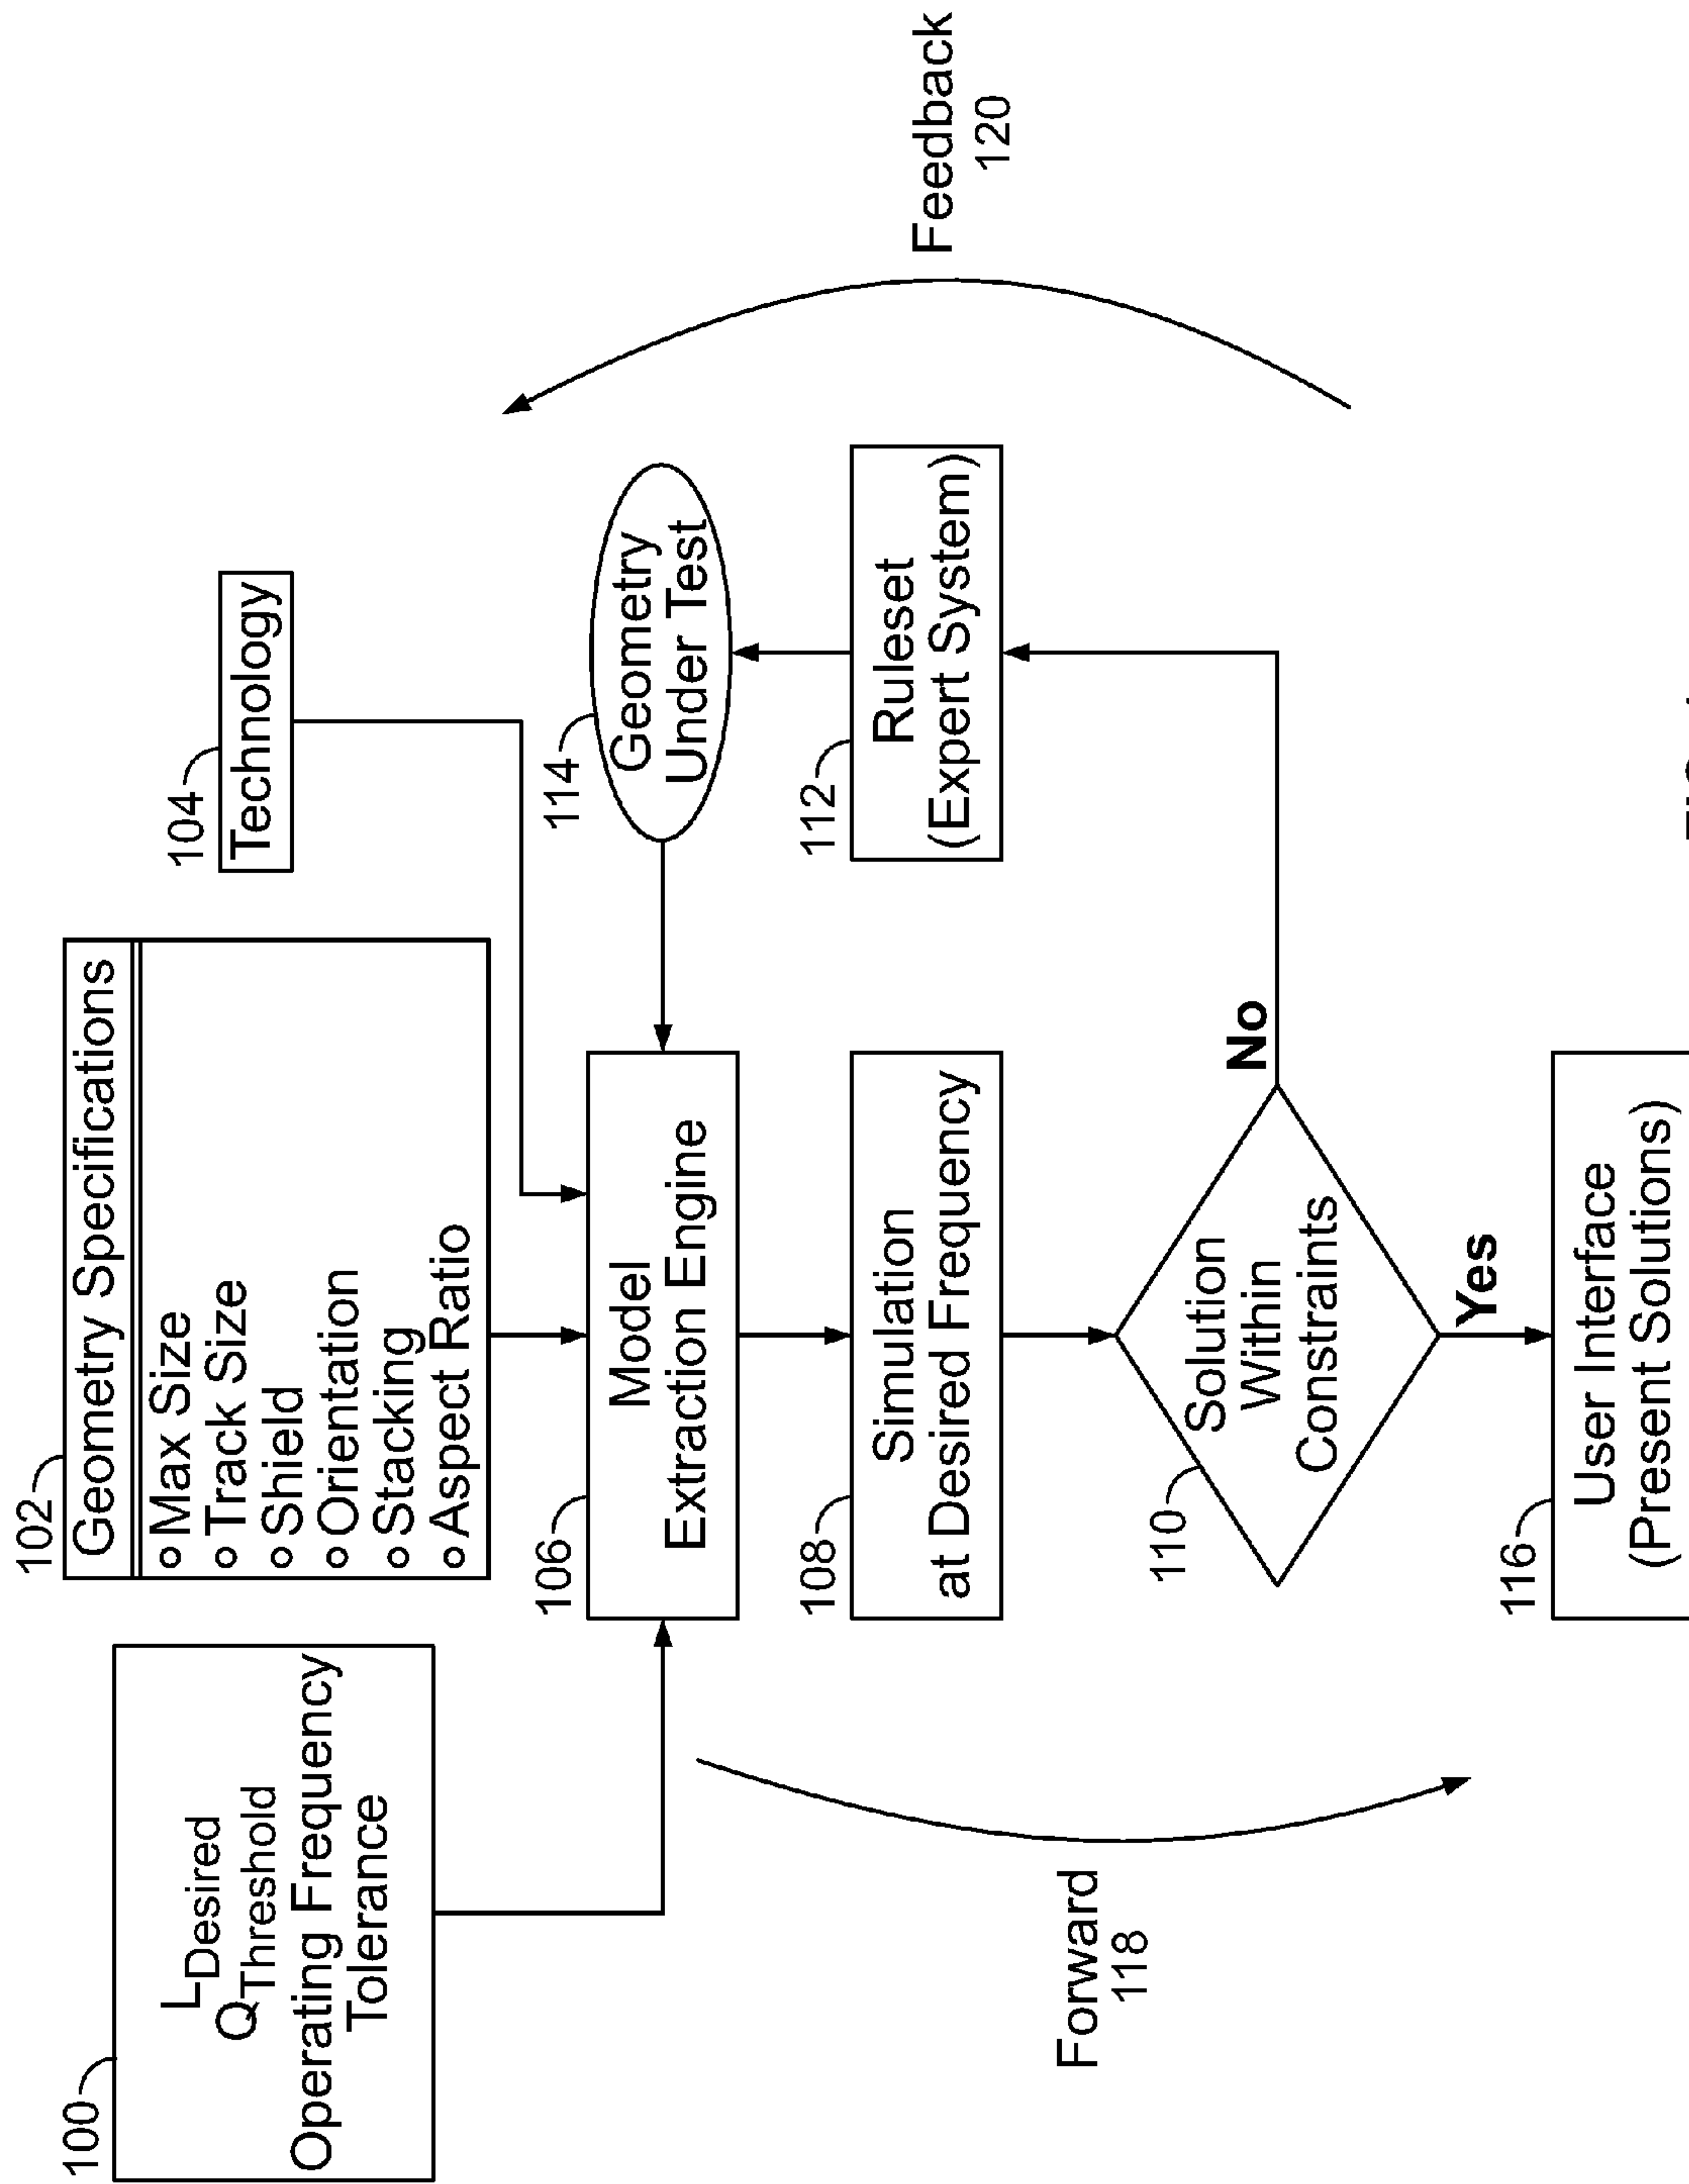 100
L Desired
Q Threshold
Operating Frequency
Tolerance
102
Geometry Specifications
Max Size
Track Size
Shield
Orientation
Stacking
Aspect Ratio
104
Technology
106
Model
Extraction Engine
114
Geometry
Under Test
108
Simulation
at Desired Frequency
112
Ruleset
(Expert System)
110
Solution
Within
Constraints
No
Yes
116
User Interface
(Present Solutions)
Forward
118
Feedback
120